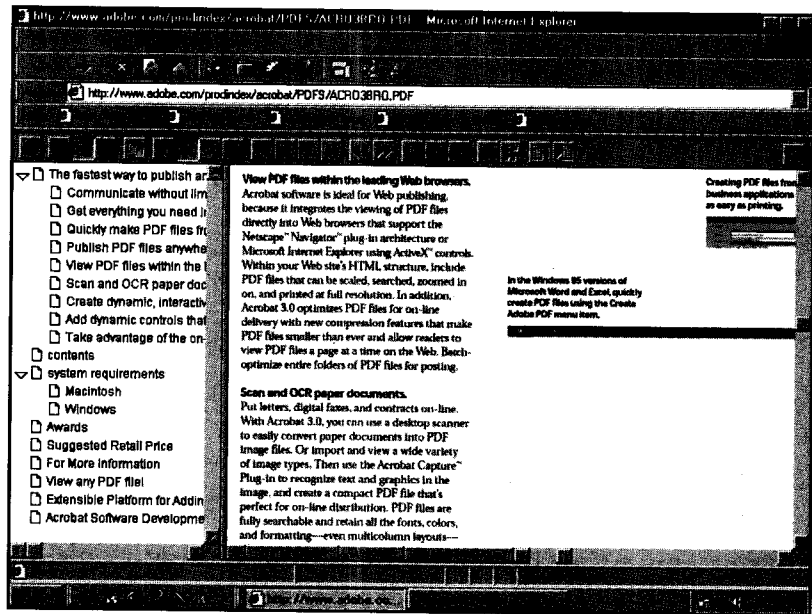 http://www.adobe.com/prodindex/acrobat/PDFS/ACRO3BRO.PDF - Microsoft Internet Explorer
http://www.adobe.com/prodindex/acrobat/PDFS/ACRO3BRO.PDF
The fastest way to publish an
Communicate without lim
Get everything you need i
Quickly make PDF files fr
Publish PDF files anywhe
View PDF files within the l
Scan and OCR paper doc
Create dynamic, interactiv
Add dynamic controls that
Take advantage of the on-
contents
system requirements
Macintosh
Windows
Awards
Suggested Retail Price
For More Information
View any PDF file!
Extensible Platform for Addin
Acrobat Software Developme
View PDF files within the leading Web browsers.
Acrobat software is ideal for Web publishing,
because it integrates the viewing of PDF files
directly into Web browsers that support the
Netscape™ Navigator™ plug-in architecture or
Microsoft Internet Explorer using ActiveX™ controls.
Within your Web site's HTML structure, include
PDF files that can be scaled, searched, zoomed in
on, and printed at full resolution. In addition,
Acrobat 3.0 optimizes PDF files for on-line
delivery with new compression features that make
PDF files smaller than ever and allow readers to
view PDF files a page at a time on the Web. Batch-
optimize entire folders of PDF files for posting.
Scan and OCR paper documents.
Put letters, digital faxes, and contracts on-line.
With Acrobat 3.0, you can use a desktop scanner
to easily convert paper documents into PDF
image files. Or import and view a wide variety
of image types. Then use the Acrobat Capture™
Plug-in to recognize text and graphics in the
image, and create a compact PDF file that's
perfect for on-line distribution. PDF files are
fully searchable and retain all the fonts, colors,
and formatting—even multicolumn layouts—
Creating PDF files from
business applications
as easy as printing.
In the Windows 95 versions of
Microsoft Word and Excel, quickly
create PDF files using the Create
Adobe PDF menu item.
http://www.adobe.co...